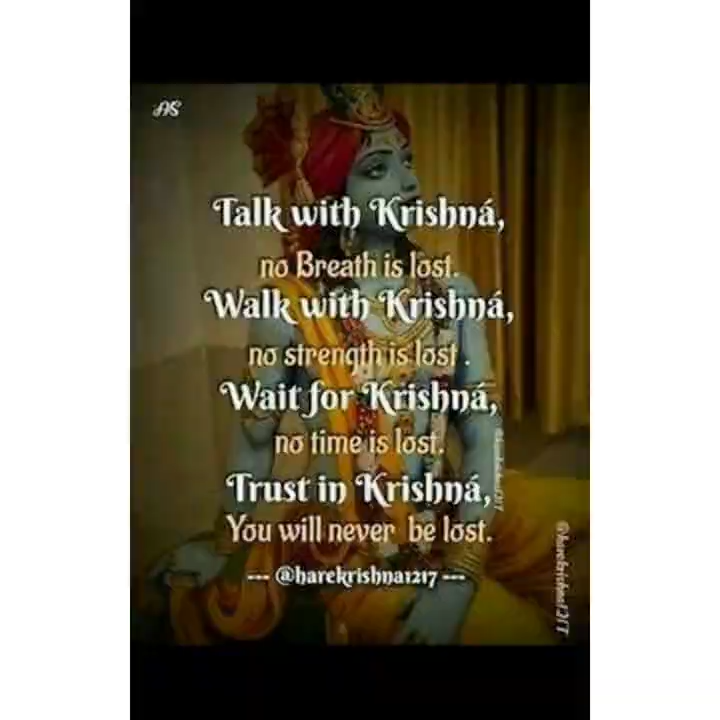 AS
Talk with Krishná,
no Breath is lost.
Walk with Krishná,
no strength is lost .
Wait for Krishná,
no time is lost.
Trust in Krishná,
You will never be lost.
--- @harekrishna1217 ---
@harekrishna1217